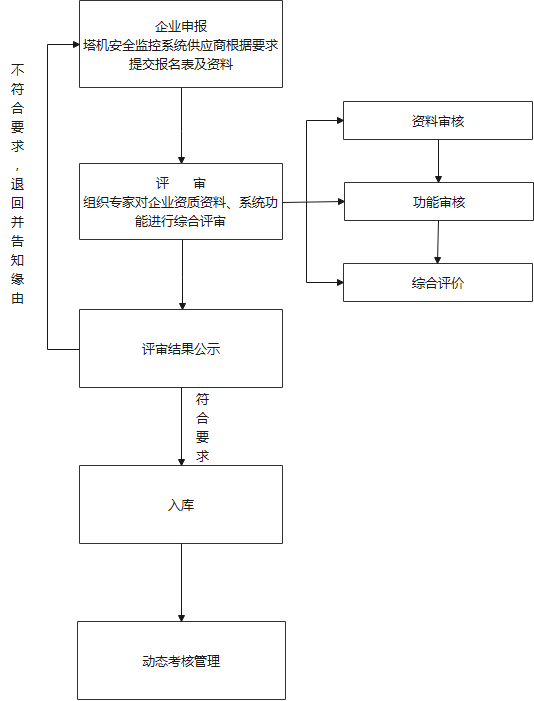 企业申报
塔机安全监控系统供应商根据要求
提交报名表及资料
不符合要求，退回并告知缘由
评　　审
组织专家对企业资质资料、系统功
能进行综合评审
资料审核
功能审核
综合评价
评审结果公示
符合要求
入库
动态考核管理